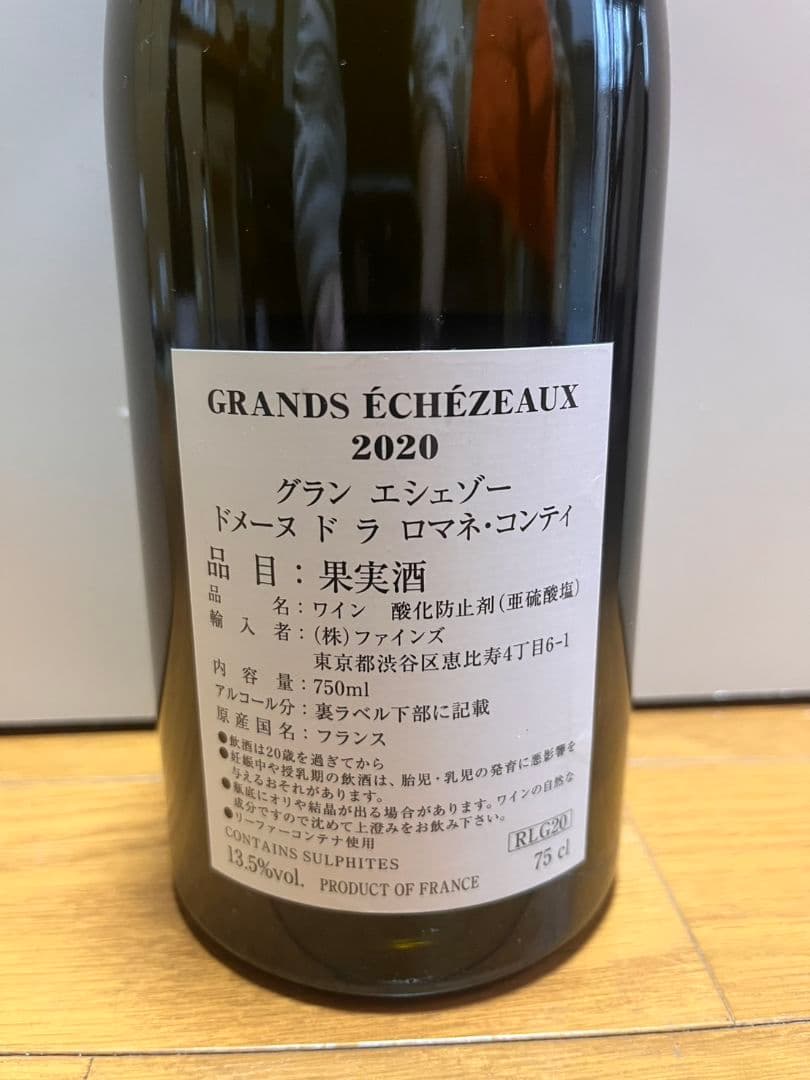 GRANDS ÉCHÉZEAUX
2020
グラン エシェゾー
ドメーヌ ド ラ ロマネ・コンティ
品目：果実酒
品名：ワイン 酸化防止剤(亜硫酸塩)
輸入者：(株)ファインズ
東京都渋谷区恵比寿4丁目6-1
内容量：750ml
アルコール分：裏ラベル下部に記載
原産国名：フランス
●飲酒は20歳を過ぎてから
●妊娠中や授乳期の飲酒は、胎児・乳児の発育に悪影響を
与えるおそれがあります。
●瓶底にオリや結晶が出る場合があります。ワインの自然な
成分ですので沈めて上澄みをお飲み下さい。
●リーファーコンテナ使用
RLG20
CONTAINS SULPHITES
13.5%vol. PRODUCT OF FRANCE 75 cl